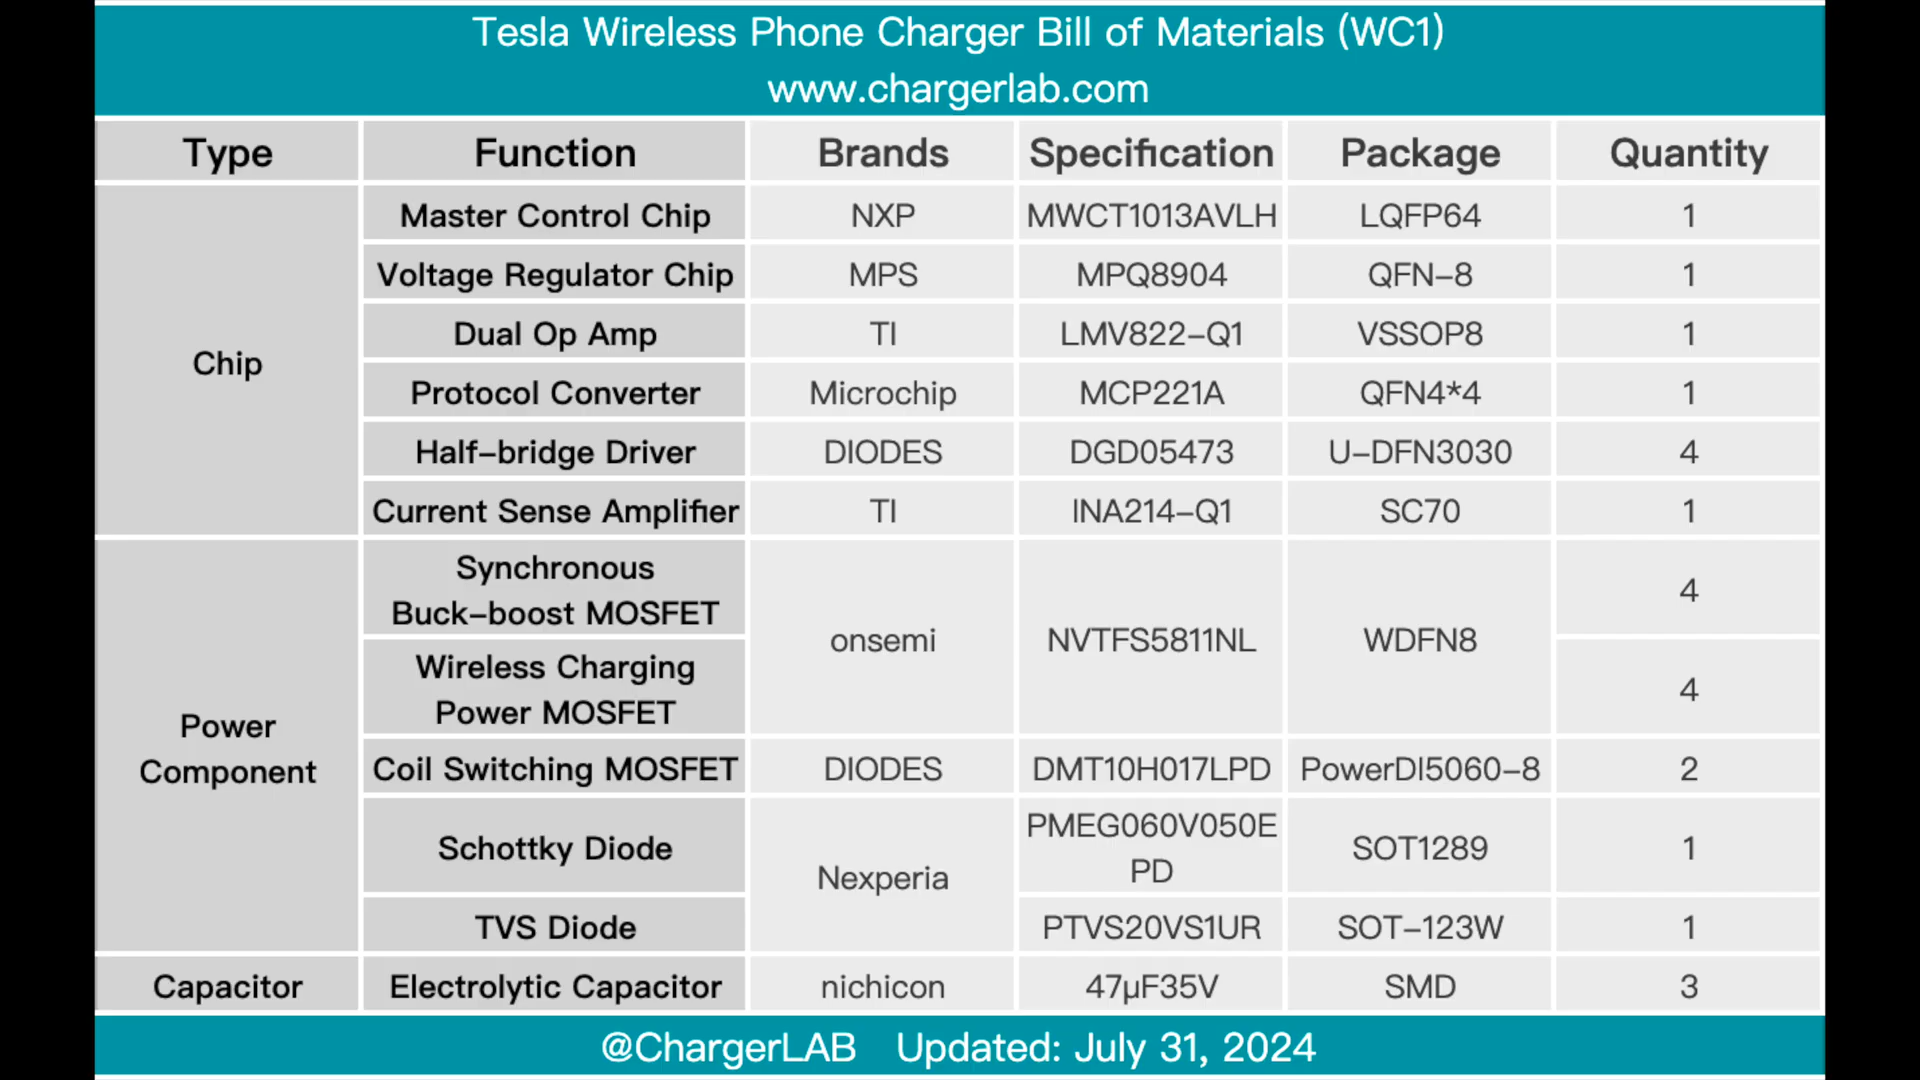 Tesla Wireless Phone Charger Bill of Materials (WC1)
www.chargerlab.com
Type Function Brands Specification Package Quantity
Chip
Master Control Chip NXP MWCT1013AVLH LQFP64 1
Voltage Regulator Chip MPS MPQ8904 QFN-8 1
Dual Op Amp TI LMV822-Q1 VSSOP8 1
Protocol Converter Microchip MCP221A QFN4*4 1
Half-bridge Driver DIODES DGD05473 U-DFN3030 4
Current Sense Amplifier TI INA214-Q1 SC70 1
Power
Component
Synchronous
Buck-boost MOSFET
onsemi NVTFS5811NL WDFN8
4
Wireless Charging
Power MOSFET
4
Coil Switching MOSFET DIODES DMT10H017LPD PowerDI5060-8 2
Schottky Diode
Nexperia
PMEG060V050E
PD
SOT1289 1
TVS Diode PTVS20VS1UR SOT-123W 1
Capacitor Electrolytic Capacitor nichicon 47μF35V SMD 3
@ChargerLAB Updated: July 31, 2024